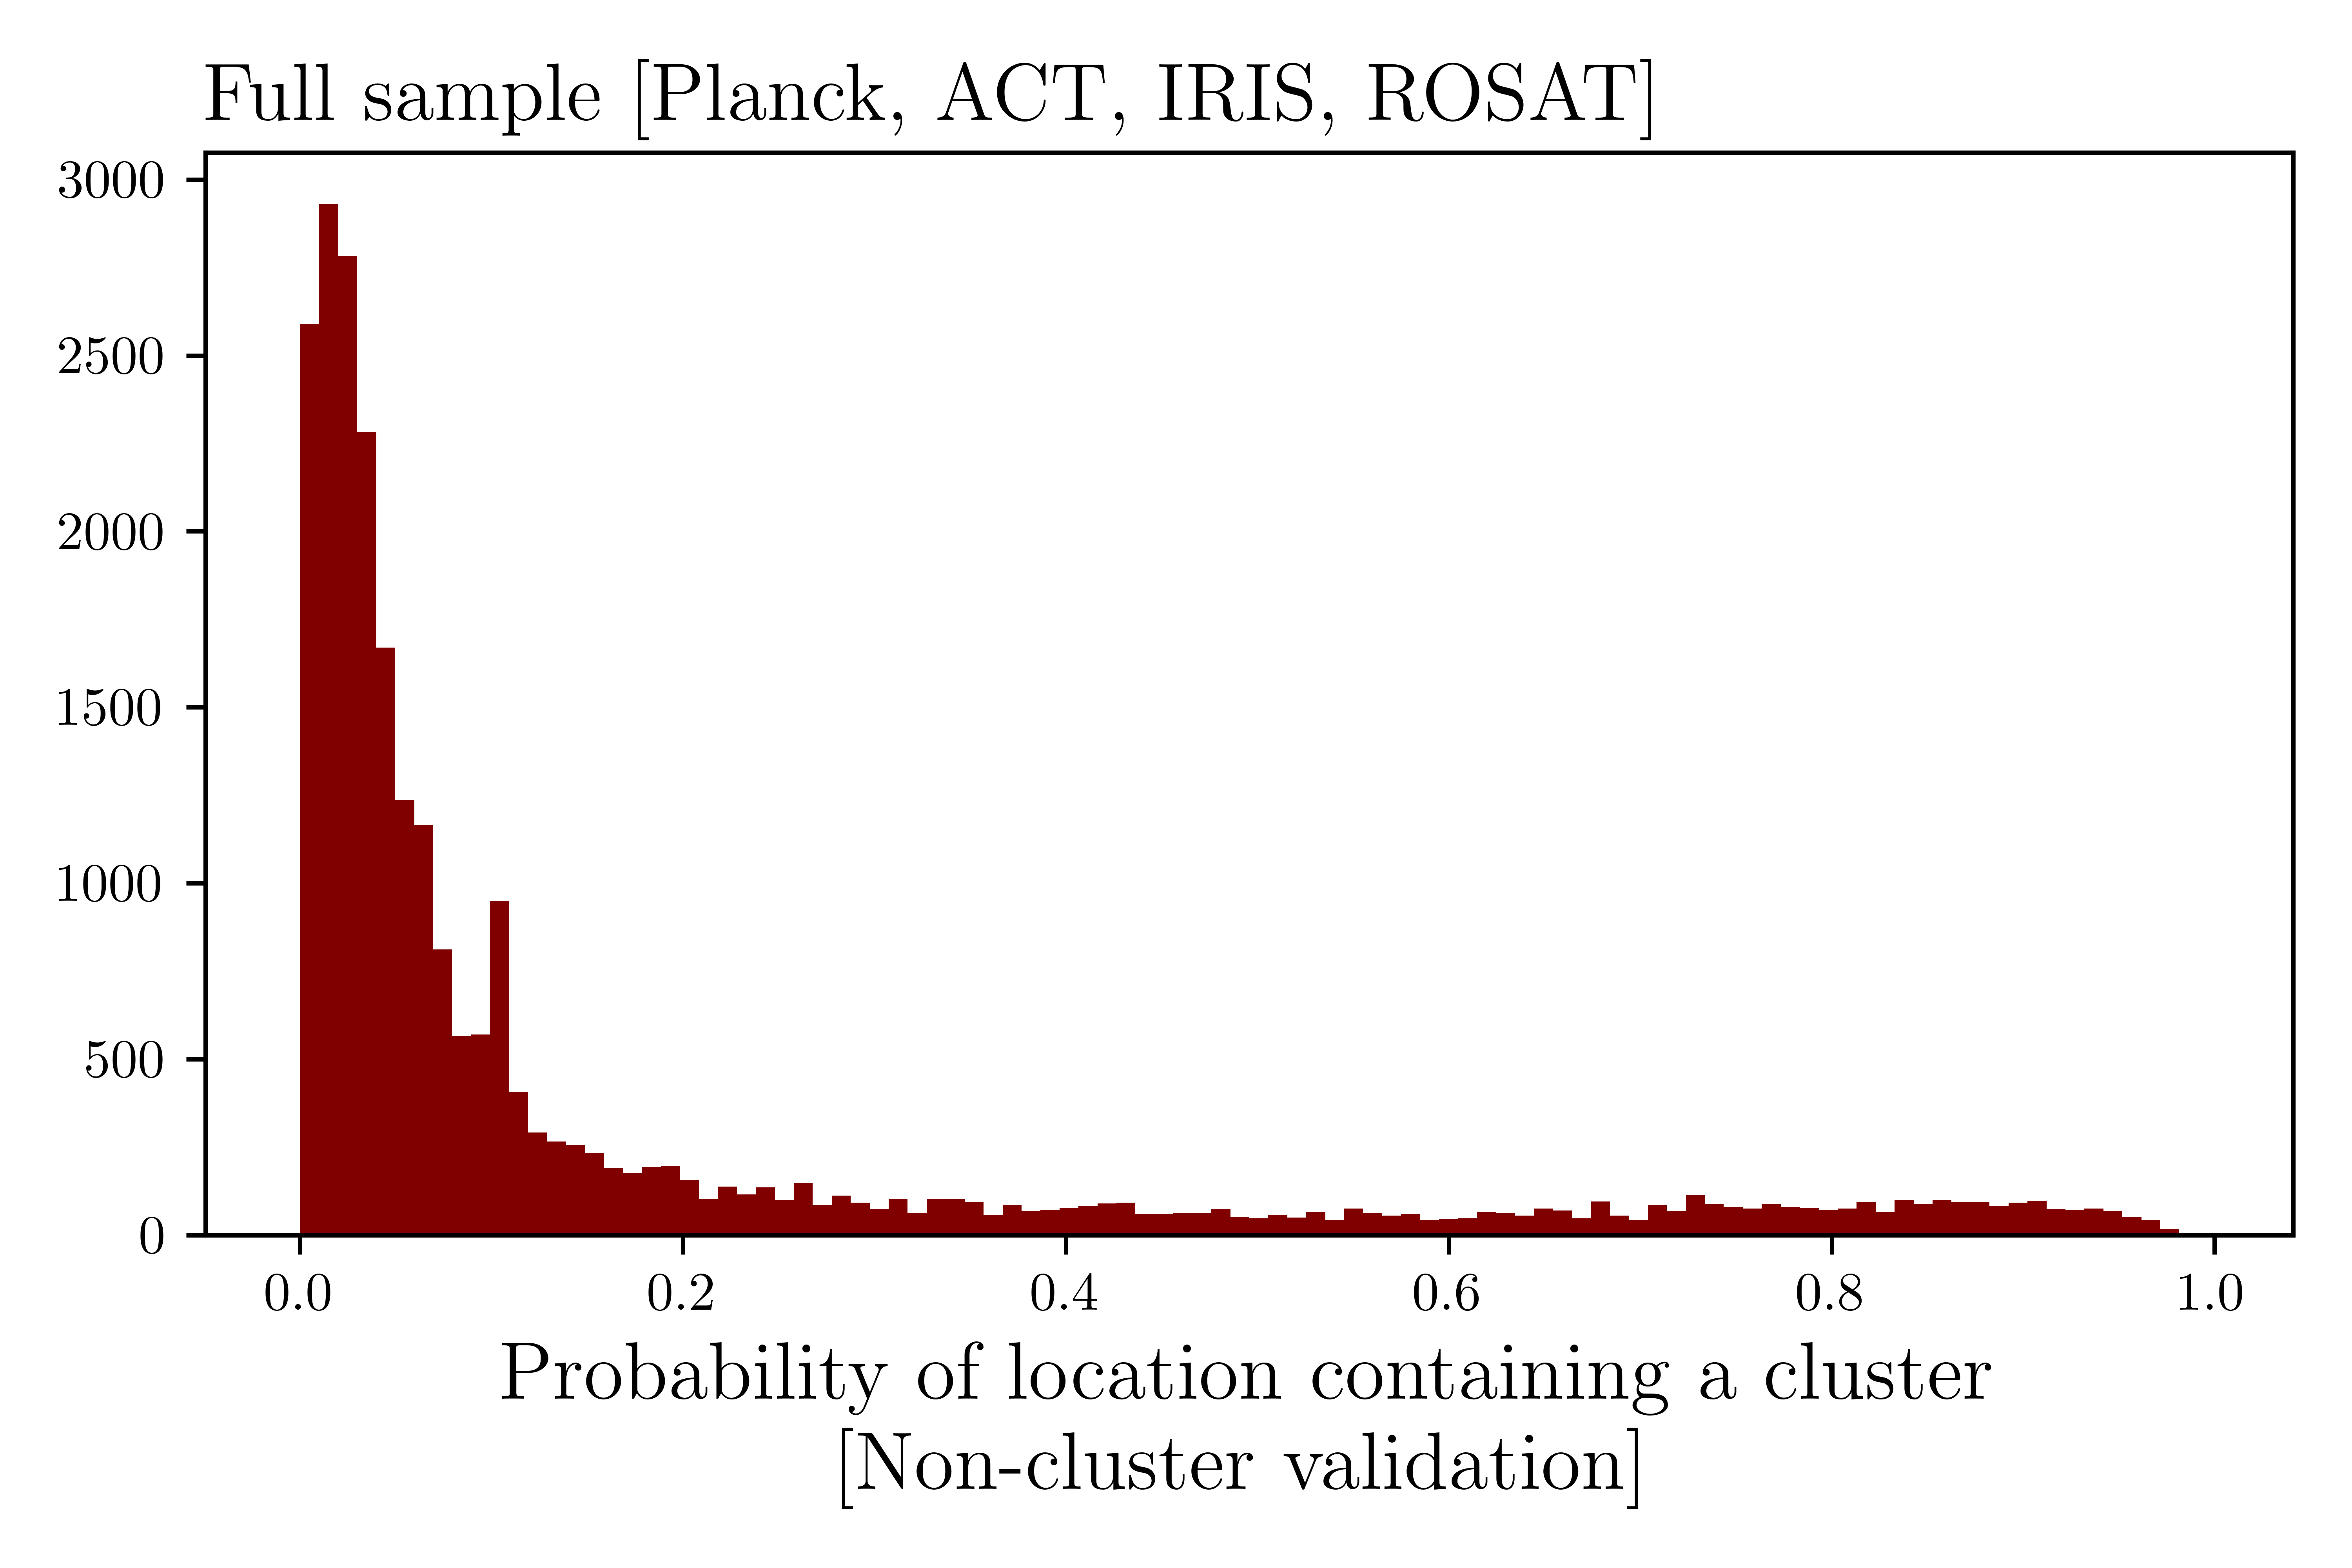 Full sample [Planck, ACT, IRIS, ROSAT]
3000
2500
2000
1500
1000
500
0
0.0 0.2 0.4 0.6 0.8 1.0
Probability of location containing a cluster
[Non-cluster validation]